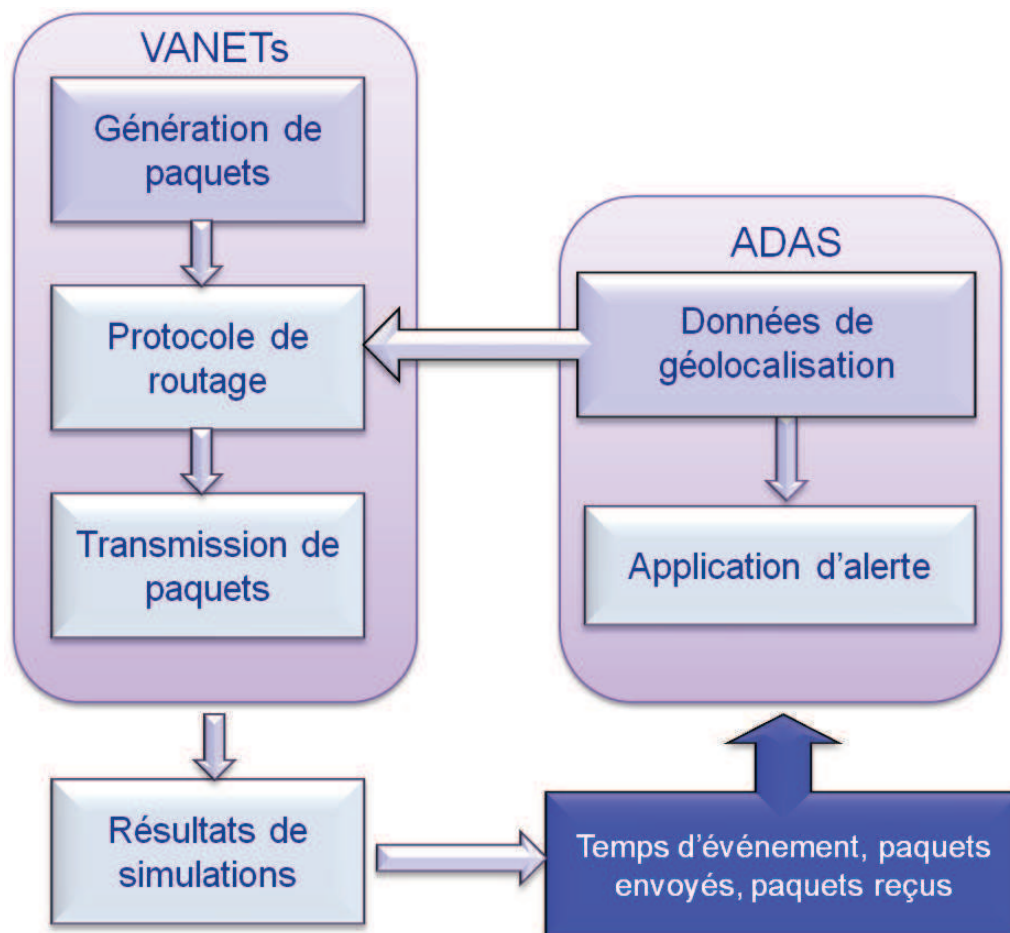 VANETs
Génération de
paquets
Protocole de
routage
Transmission de
paquets
ADAS
Données de
géolocalisation
Application d'alerte
Résultats de
simulations
Temps d'événement, paquets
envoyés, paquets reçus